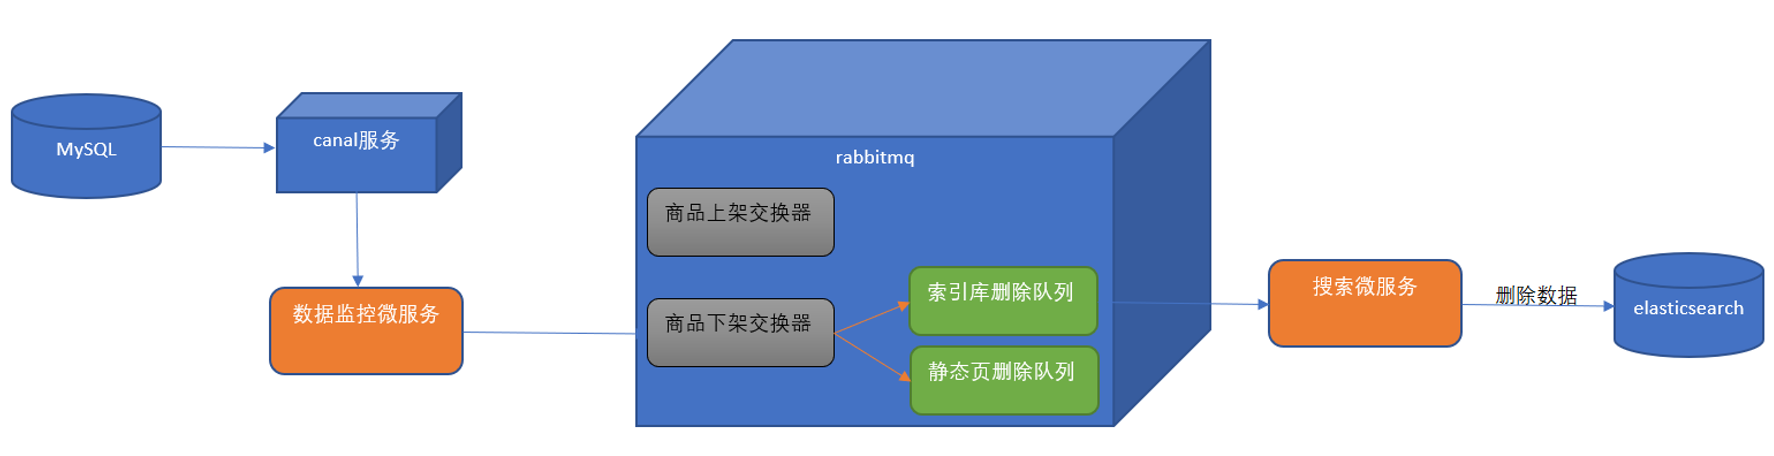 MySQL
canal服务
数据监控微服务
rabbitmq
商品上架交换器
商品下架交换器
索引库删除队列
静态页删除队列
搜索微服务
删除数据
elasticsearch